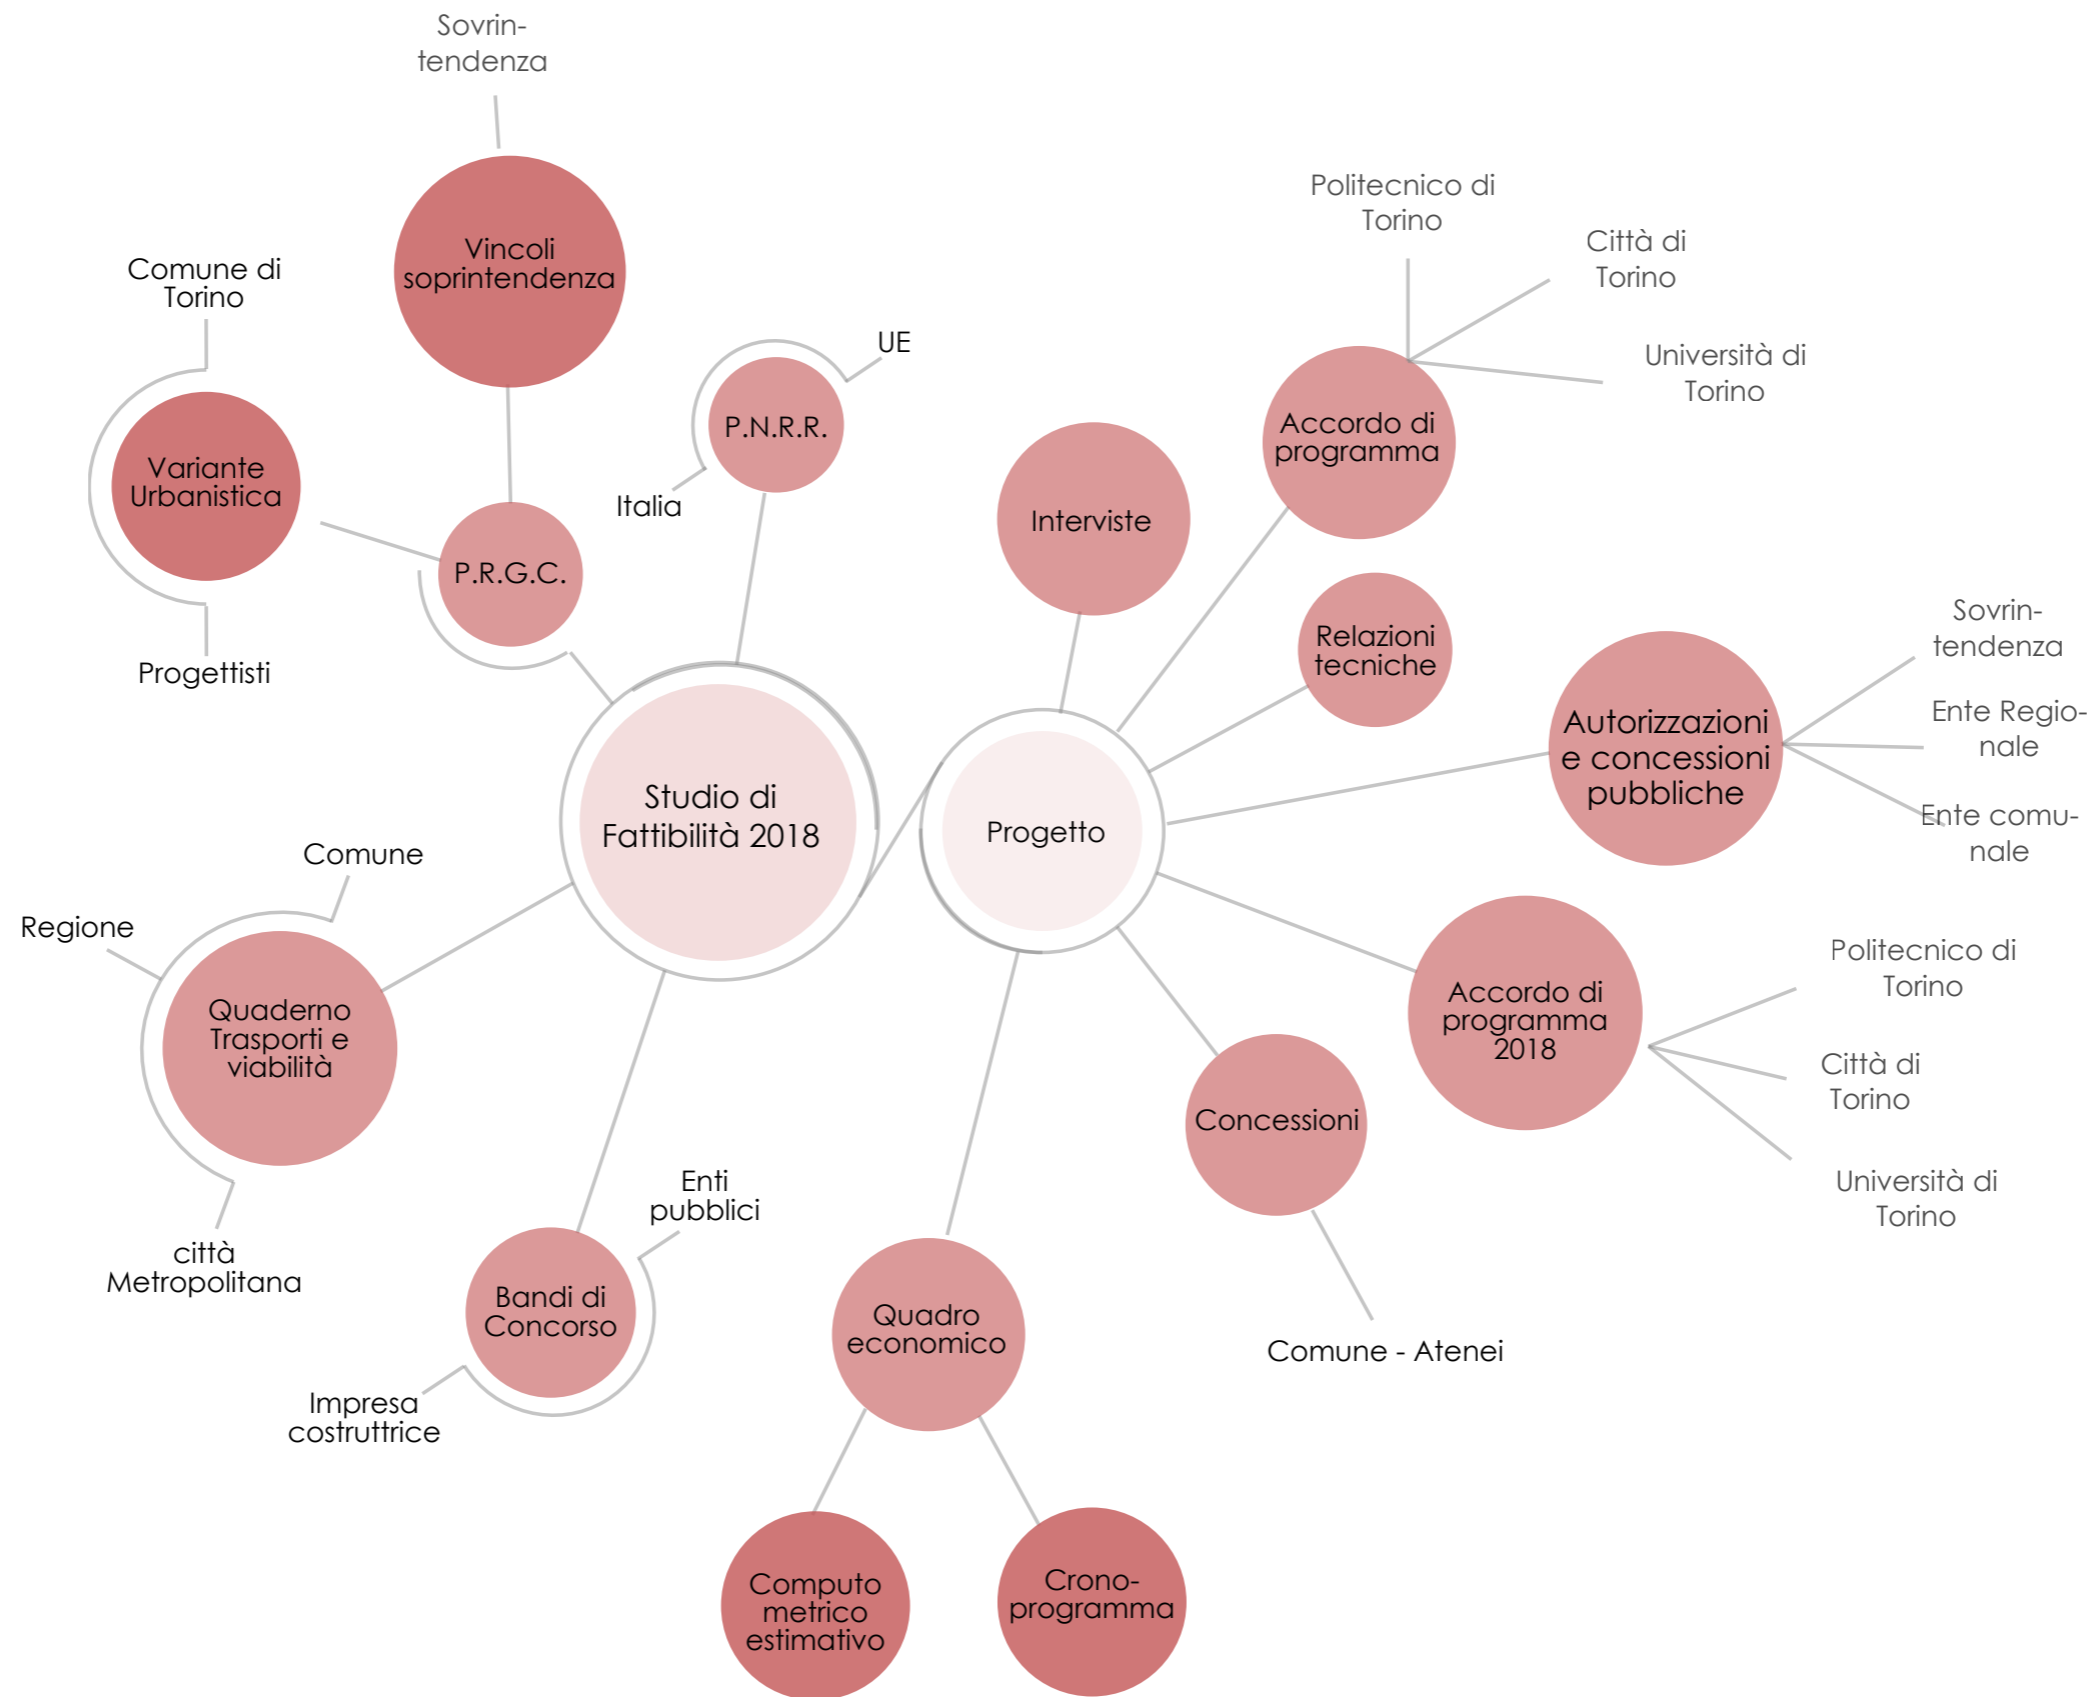 Sovrin-
tendenza
Vincoli
soprintendenza
Comune di
Torino
Variante
Urbanistica
Progettisti
P.R.G.C.
UE
P.N.R.R.
Italia
Studio di
Fattibilità 2018
Comune
Regione
Quaderno
Trasporti e
viabilità
città
Metropolitana
Enti
pubblici
Bandi di
Concorso
Impresa
costruttrice
Progetto
Interviste
Politecnico di
Torino
Città di
Torino
Università di
Torino
Accordo di
programma
Relazioni
tecniche
Autorizzazioni
e concessioni
pubbliche
Sovrin-
tendenza
Ente Regio-
nale
Ente comu-
nale
Accordo di
programma
2018
Politecnico di
Torino
Città di
Torino
Università di
Torino
Concessioni
Comune - Atenei
Quadro
economico
Computo
metrico
estimativo
Crono-
programma